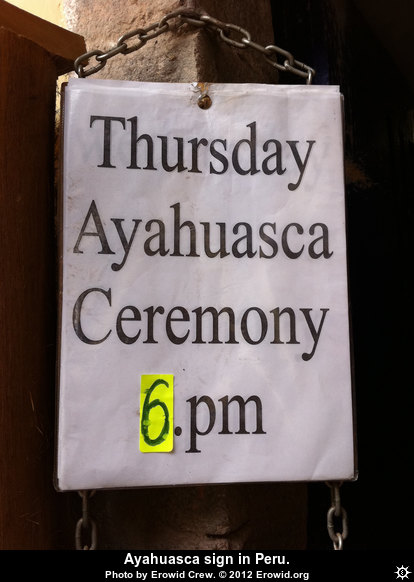 Thursday
Ayahuasca
Ceremony
6.pm
Ayahuasca sign in Peru.
Photo by Erowid Crew. © 2012 Erowid.org